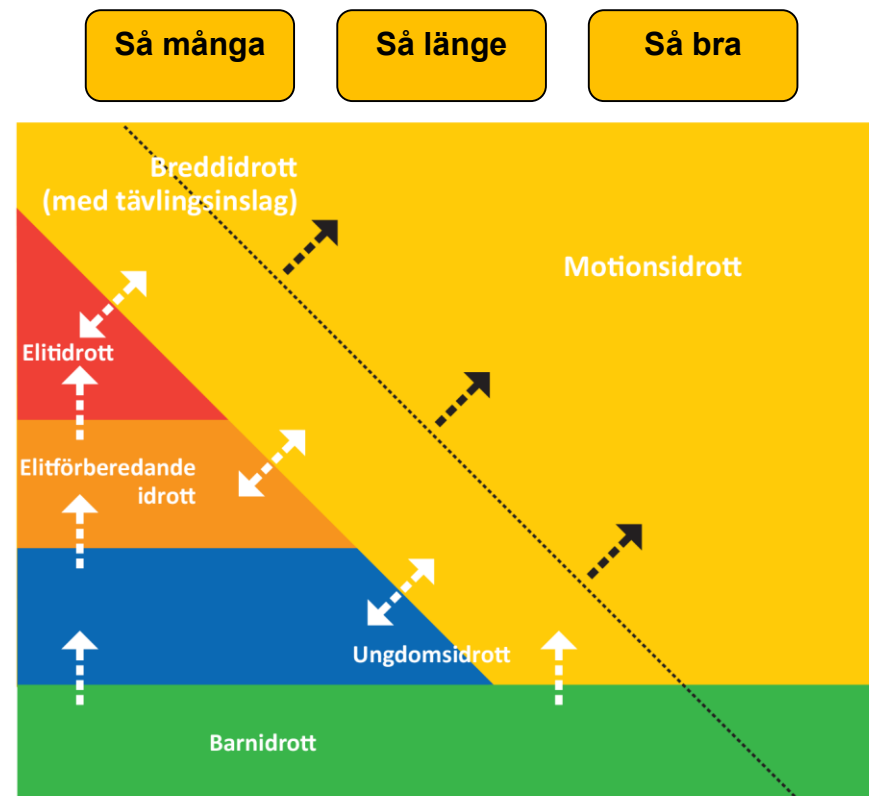 Så många
Så länge
Så bra
Breddidrott
(med tävlingsinslag)
Motionsidrott
Elitidrott
Elitförberedande
idrott
Ungdomsidrott
Barnidrott